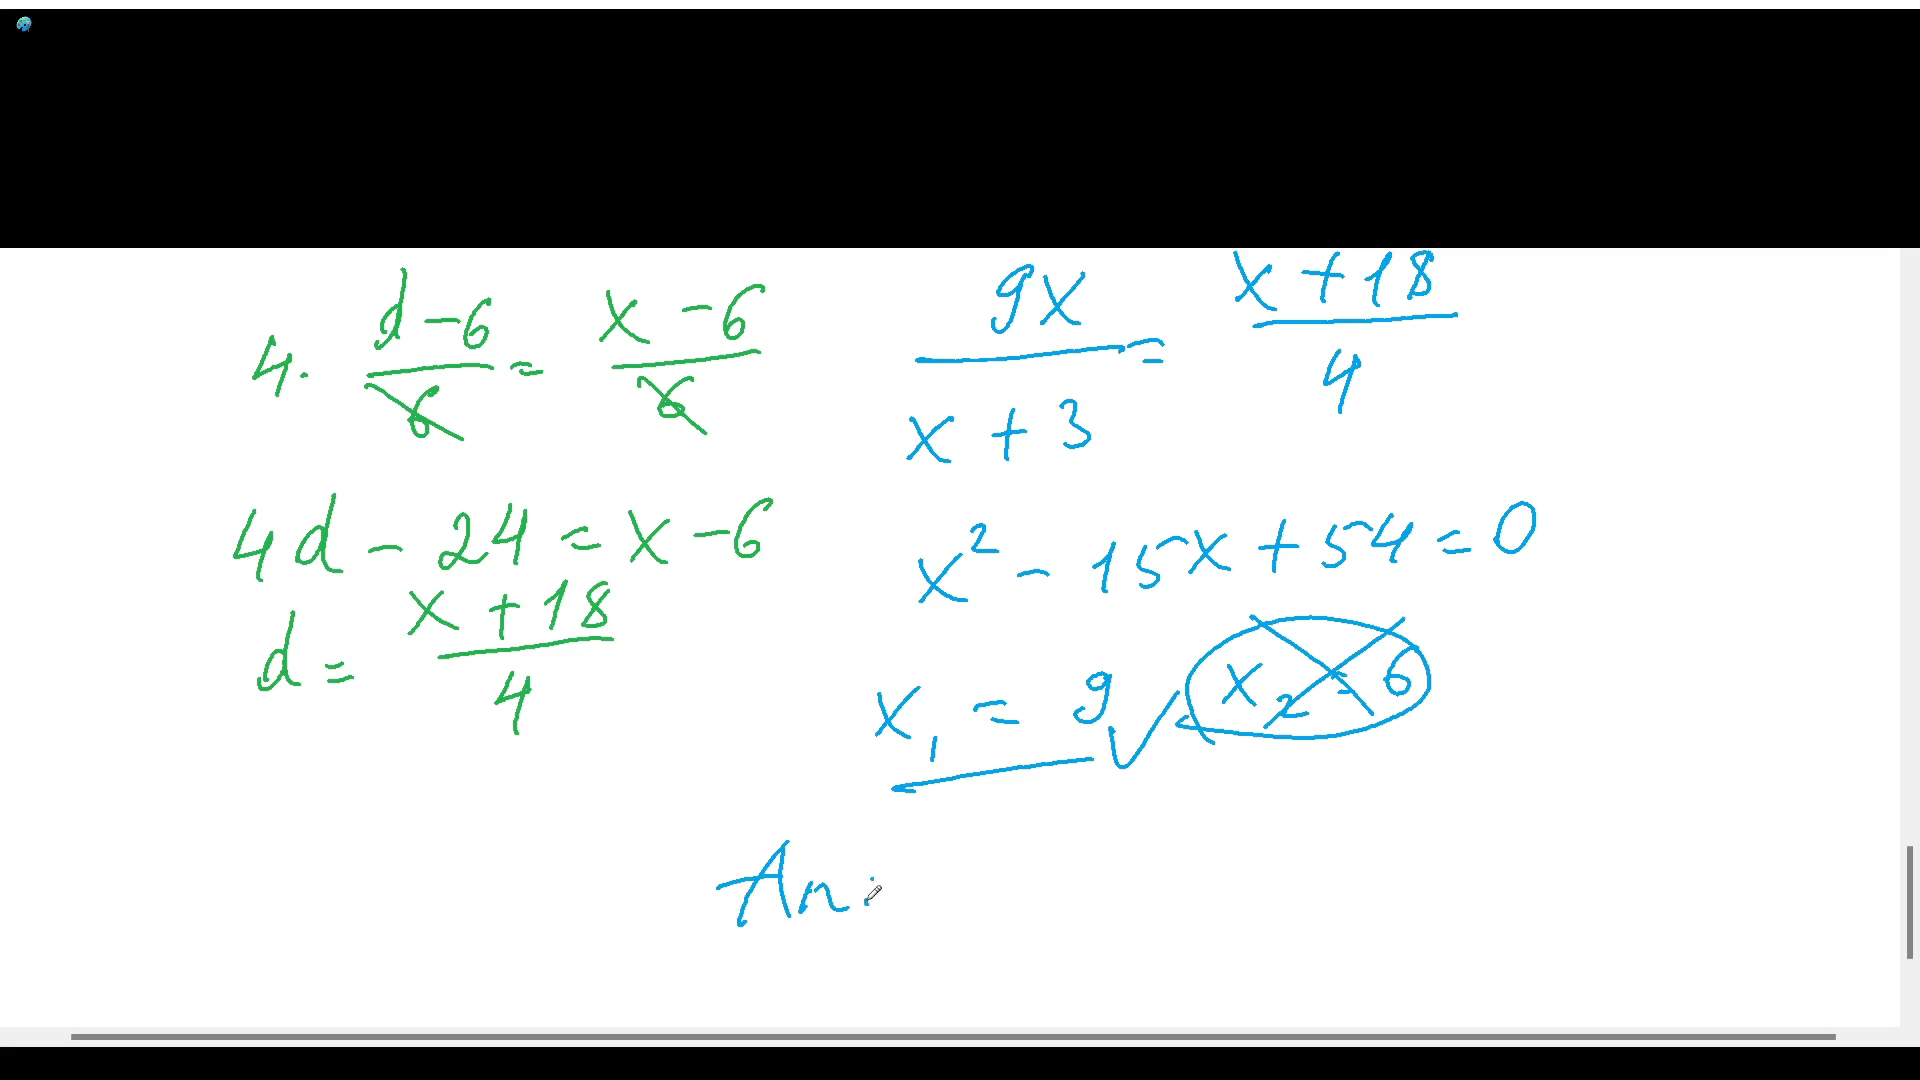 4. (d - 6)/6 = (x - 6)/6
4d - 24 = x - 6
d = (x + 18)/4
9x/(x + 3) = (x + 18)/4
x² - 15x + 54 = 0
x₁ = 9 ✓ x₂ = 6
An: